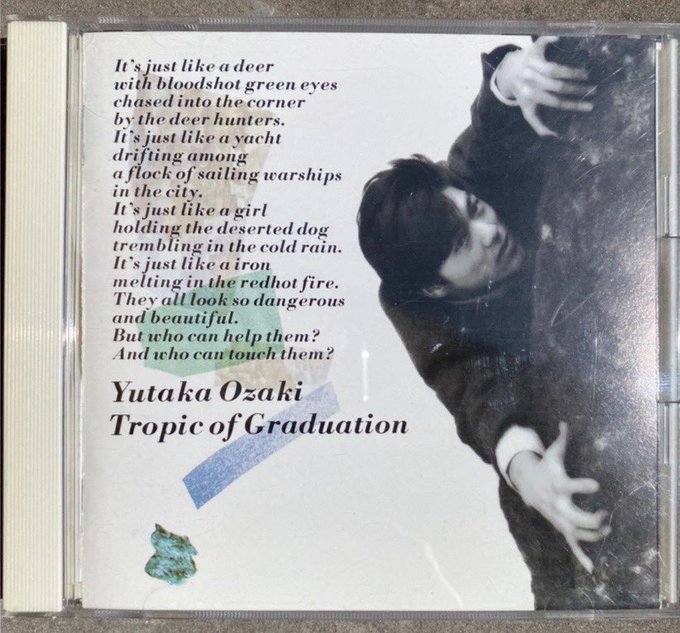 It's just like a deer
with bloodshot green eyes
chased into the corner
by the deer hunters.
It's just like a yacht
drifting among
a flock of sailing warships
in the city.
It's just like a girl
holding the deserted dog
trembling in the cold rain.
It's just like a iron
melting in the redhot fire.
They all look so dangerous
and beautiful.
But who can help them?
And who can touch them?
Yutaka Ozaki
Tropic of Graduation